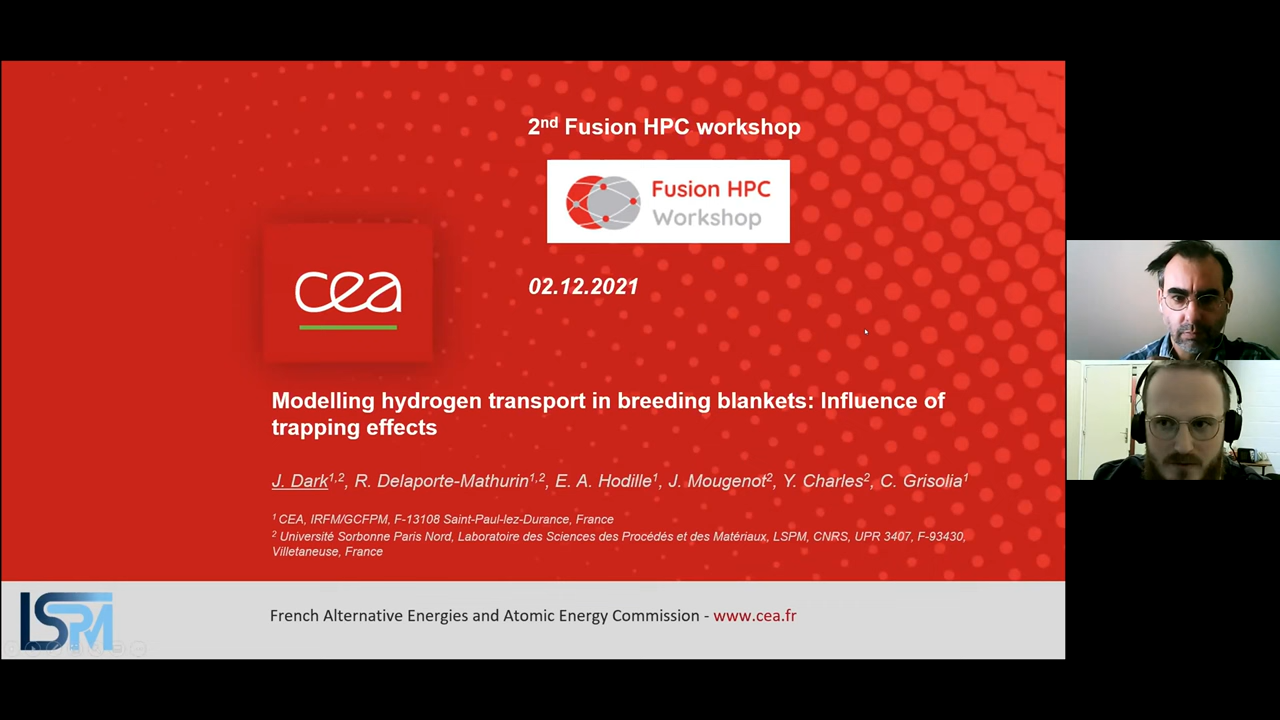 2nd Fusion HPC workshop
Fusion HPC
Workshop
cea
02.12.2021
Modelling hydrogen transport in breeding blankets: Influence of
trapping effects
J. Dark1,2, R. Delaporte-Mathurin1,2, E. A. Hodille1, J. Mougenot2, Y. Charles2, C. Grisolia1
1 CEA, IRFM/GCFPM, F-13108 Saint-Paul-lez-Durance, France
2 Université Sorbonne Paris Nord, Laboratoire des Sciences des Procédés et des Matériaux, LSPM, CNRS, UPR 3407, F-93430,
Villetaneuse, France
LSPM
French Alternative Energies and Atomic Energy Commission - www.cea.fr